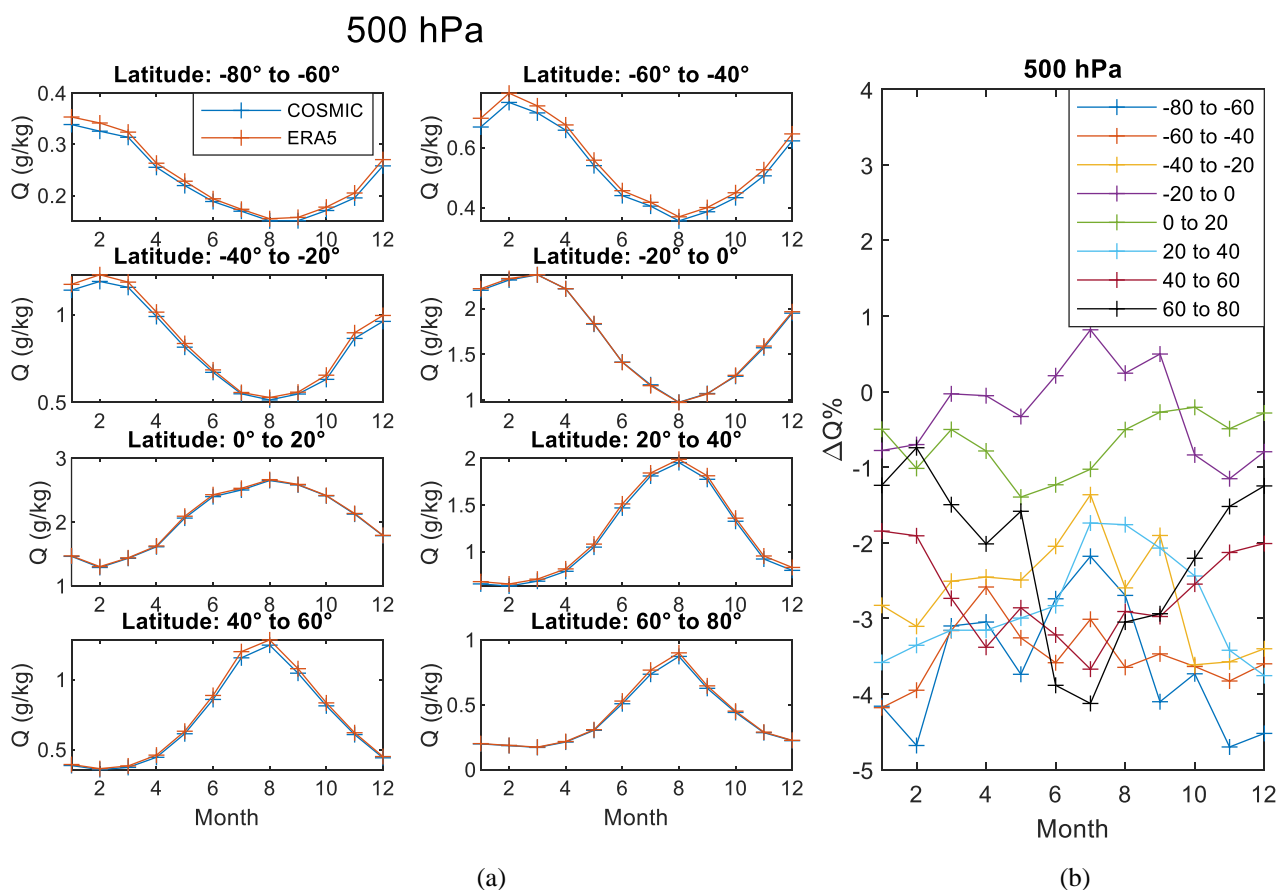 500 hPa
Latitude: -80° to -60°
Q (g/kg)
0.4
0.3
0.2
COSMIC
ERA5
2 4 6 8 10 12
Latitude: -60° to -40°
Q (g/kg)
0.6
0.4
2 4 6 8 10 12
Latitude: -40° to -20°
Q (g/kg)
1
0.5
2 4 6 8 10 12
Latitude: -20° to 0°
Q (g/kg)
2
1.5
1
2 4 6 8 10 12
Latitude: 0° to 20°
Q (g/kg)
3
2
1
2 4 6 8 10 12
Latitude: 20° to 40°
Q (g/kg)
2
1
2 4 6 8 10 12
Latitude: 40° to 60°
Q (g/kg)
1
0.5
2 4 6 8 10 12
Month
Latitude: 60° to 80°
Q (g/kg)
1
0.5
0
2 4 6 8 10 12
Month
(a)
500 hPa
ΔQ%
4
3
2
1
0
-1
-2
-3
-4
-5
-80 to -60
-60 to -40
-40 to -20
-20 to 0
0 to 20
20 to 40
40 to 60
60 to 80
2 4 6 8 10 12
Month
(b)